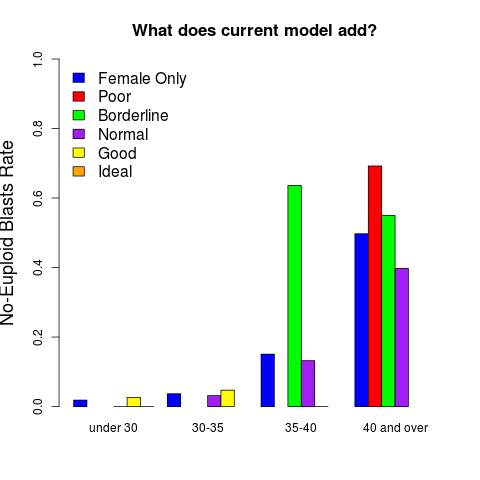 What does current model add?
No-Euploid Blasts Rate
1.0
0.8
0.6
0.4
0.2
0.0
Female Only
Poor
Borderline
Normal
Good
Ideal
under 30
30-35
35-40
40 and over